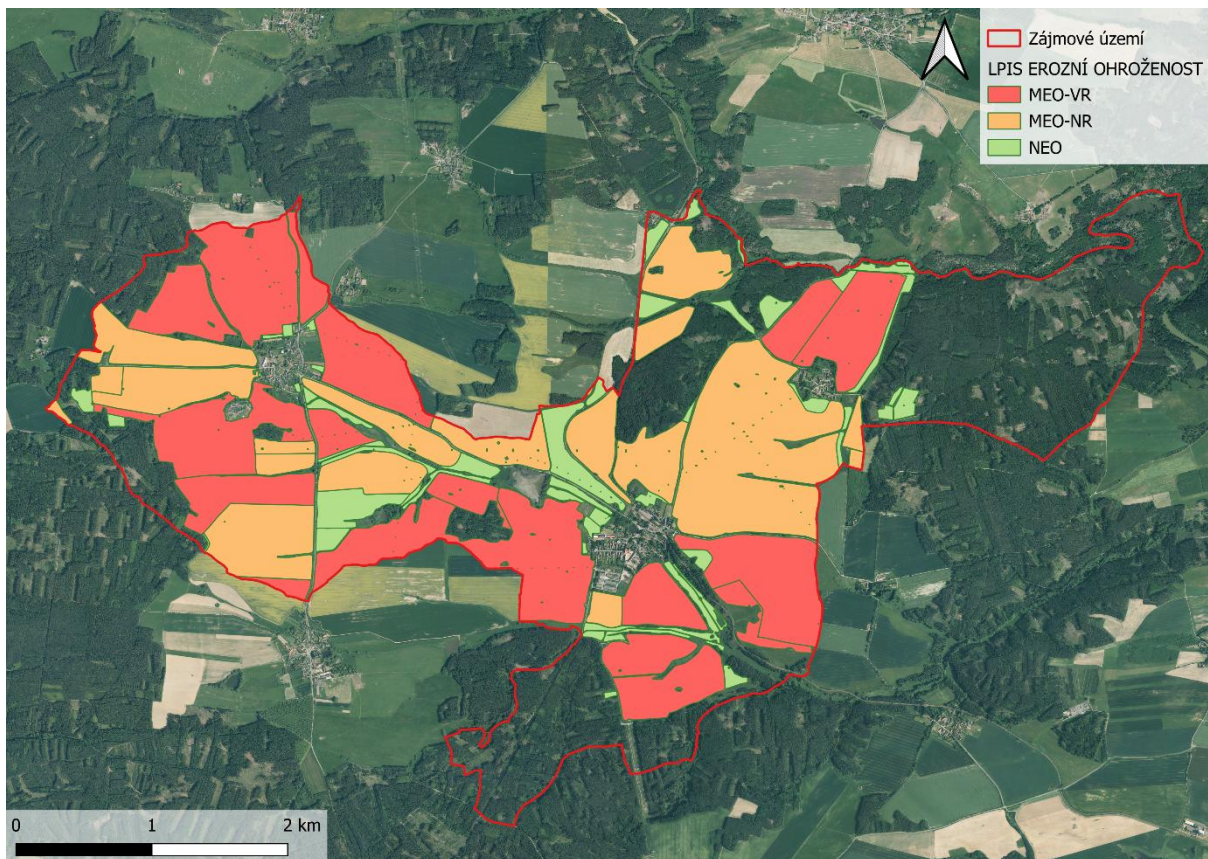 Zájmové území
LPIS EROZNÍ OHROŽENOST
MEO-VR
MEO-NR
NEO
0 1 2 km